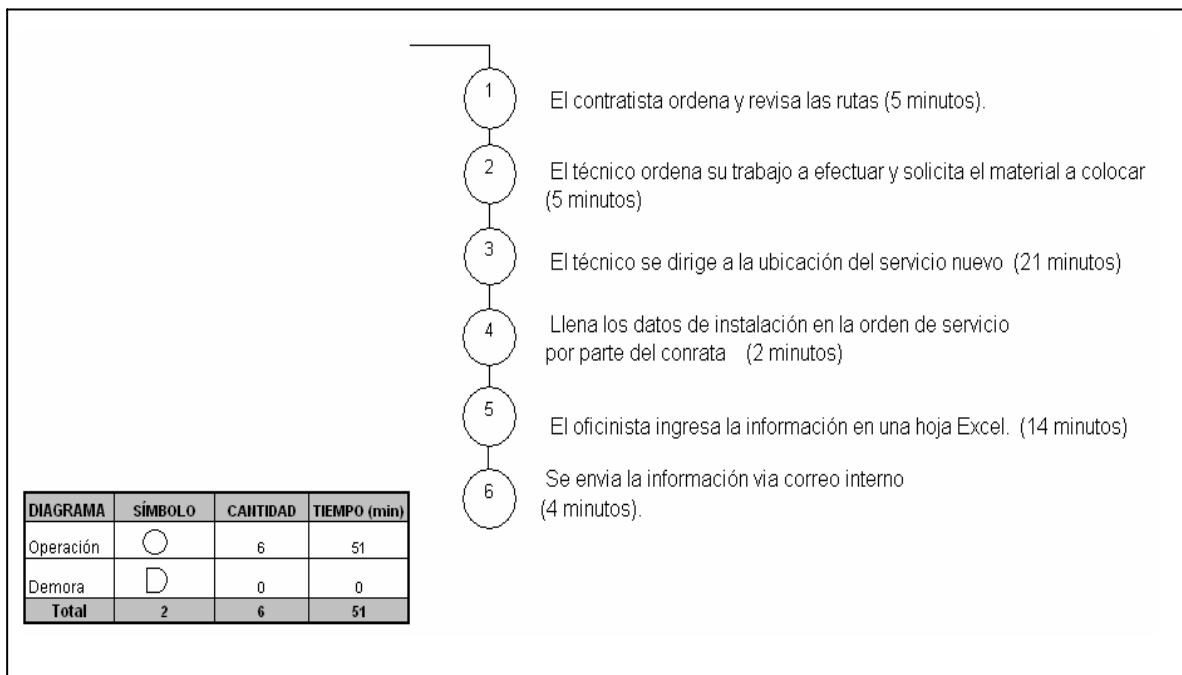 1
El contratista ordena y revisa las rutas (5 minutos).
2
El técnico ordena su trabajo a efectuar y solicita el material a colocar
(5 minutos)
3
El técnico se dirige a la ubicación del servicio nuevo (21 minutos)
4
Llena los datos de instalación en la orden de servicio
por parte del conrata (2 minutos)
5
El oficinista ingresa la información en una hoja Excel. (14 minutos)
6
Se envia la información via correo interno
(4 minutos).
DIAGRAMA SÍMBOLO CANTIDAD TIEMPO (min)
Operación 6 51
Demora 0 0
Total 2 6 51